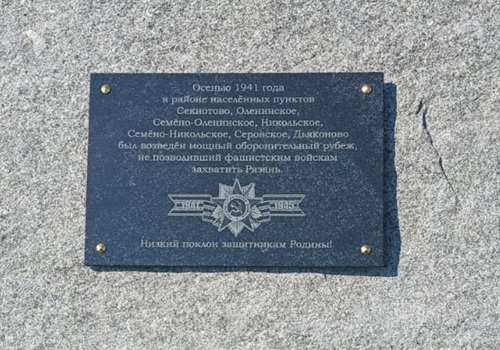 Осенью 1941 года
в районе населённых пунктов
Секиотово, Оленинское,
Семёно-Оленинское, Никольское,
Семёно-Никольское, Серонское, Дьяконово
был возведён мощный оборонительный рубеж,
не позволивший фашистским войскам
захватить Рязань.
1941 1945
Низкий поклон защитникам Родины!